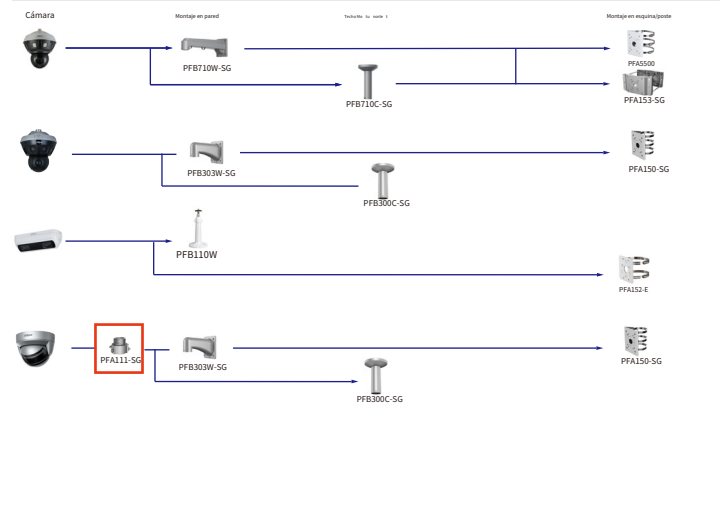 Cámara
Montaje en pared
Montaje en esquina/poste
PFB710W-SG
PFA5500
PFB710C-SG
PFA153-SG
PFB303W-SG
PFA150-SG
PFB300C-SG
PFB110W
PFA152-E
PFA111-SG
PFB303W-SG
PFA150-SG
PFB300C-SG